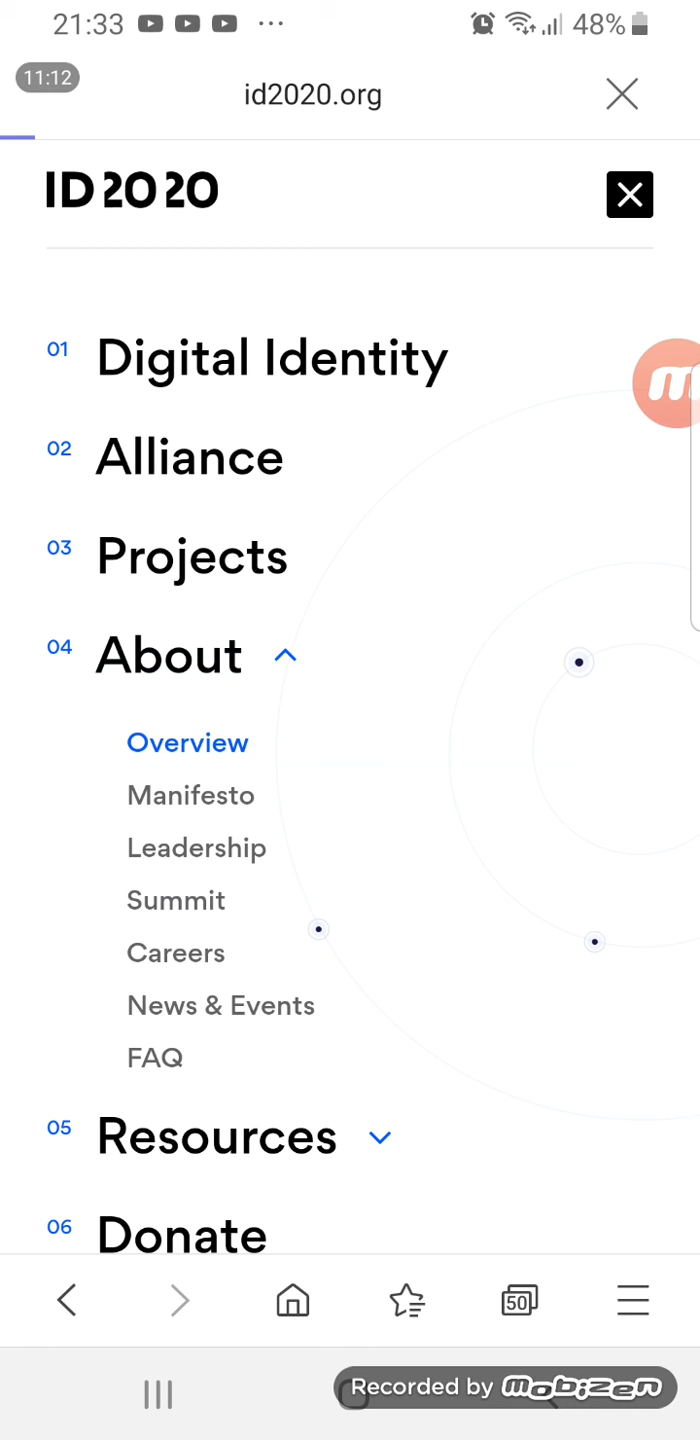 21:33
48%
11:12
id2020.org
ID2020
01 Digital Identity
02 Alliance
03 Projects
04 About
Overview
Manifesto
Leadership
Summit
Careers
News & Events
FAQ
05 Resources
06 Donate
50
Recorded by mobizen